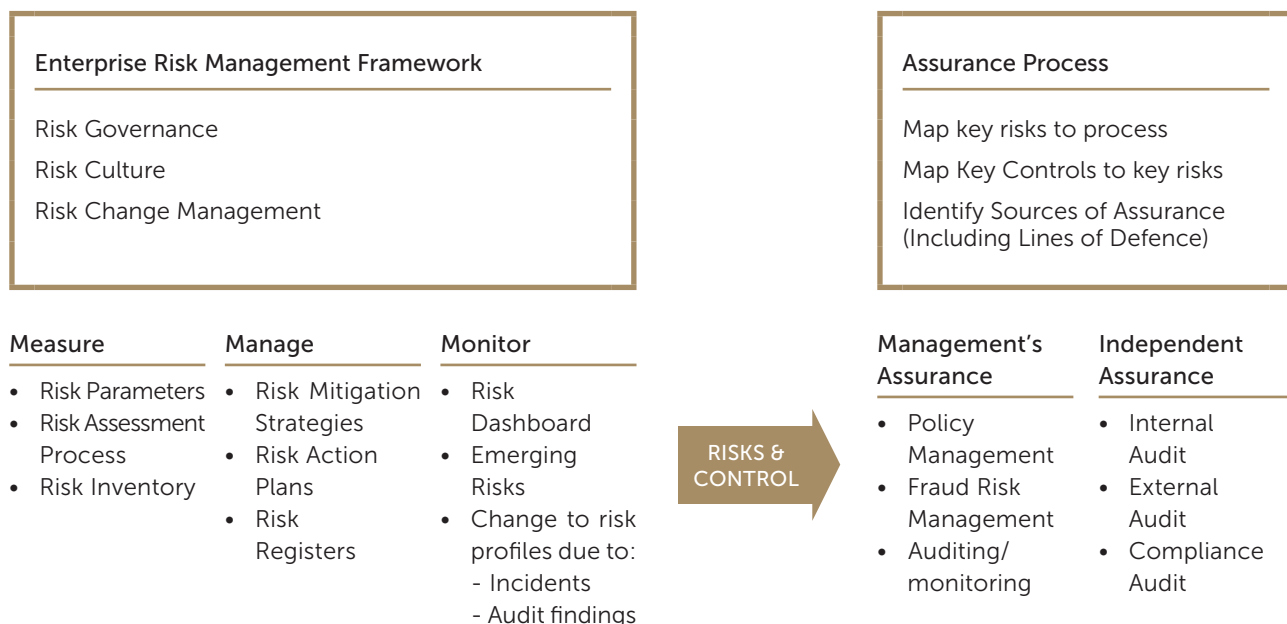 Enterprise Risk Management Framework
Risk Governance
Risk Culture
Risk Change Management
Measure
• Risk Parameters
• Risk Assessment
Process
• Risk Inventory
Manage
• Risk Mitigation
Strategies
• Risk Action
Plans
• Risk
Registers
Monitor
• Risk
Dashboard
• Emerging
Risks
• Change to risk
profiles due to:
- Incidents
- Audit findings
RISKS &
CONTROL
Assurance Process
Map key risks to process
Map Key Controls to key risks
Identify Sources of Assurance
(Including Lines of Defence)
Management's
Assurance
• Policy
Management
• Fraud Risk
Management
• Auditing/
monitoring
Independent
Assurance
• Internal
Audit
• External
Audit
• Compliance
Audit